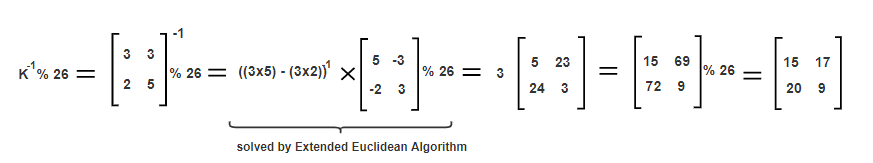 K⁻¹ % 26 = [3 3; 2 5]⁻¹ % 26 = ((3x5) - (3x2))¹ × [5 -3; -2 3] % 26 = 3 [5 23; 24 3] = [15 69; 72 9] % 26 = [15 17; 20 9]
solved by Extended Euclidean Algorithm